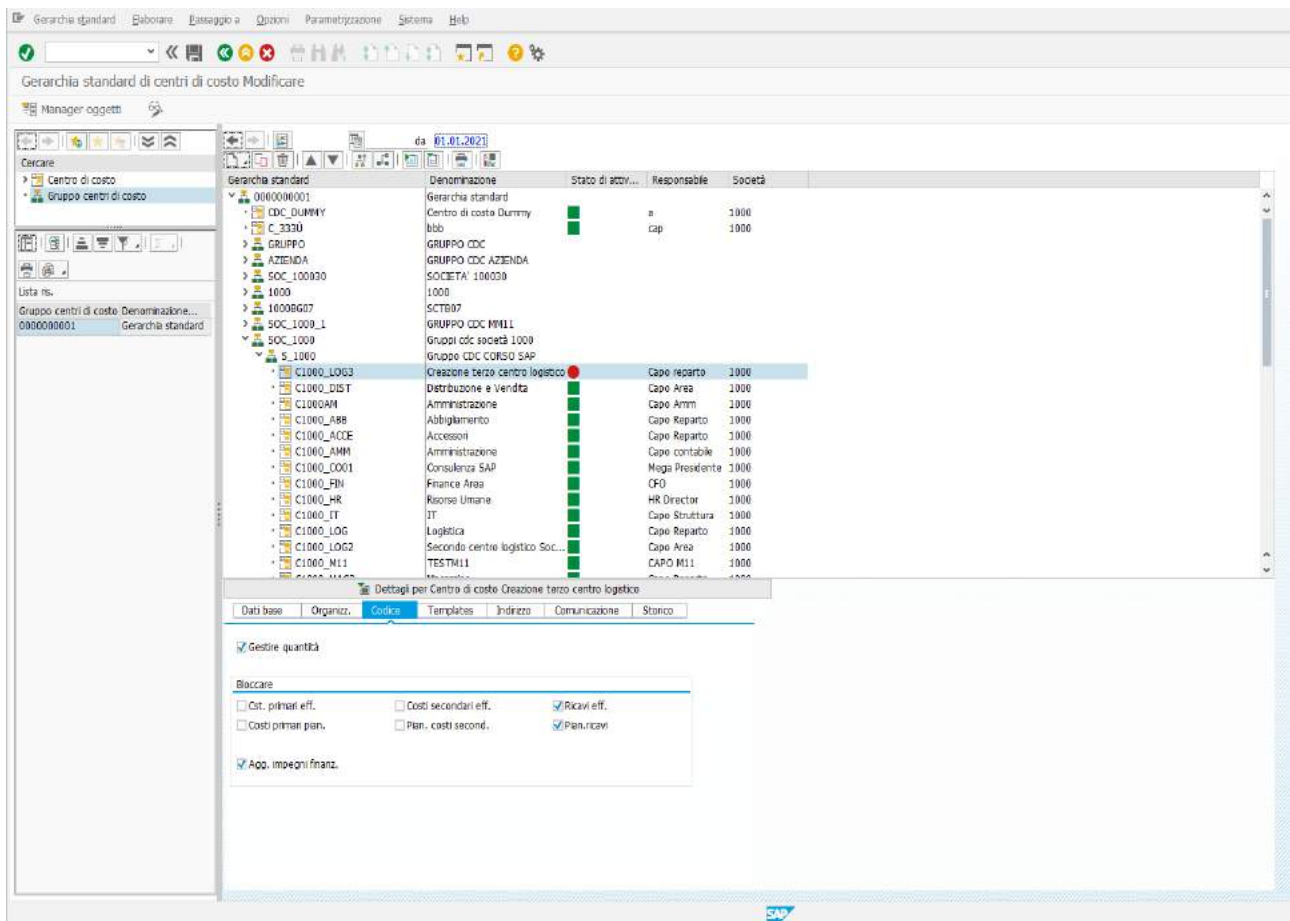 Gerarchia standard Elaborare Passaggio a Opzioni Parametrizzazione Sistema Help
Gerarchia standard di centri di costo Modificare
Manager oggetti
da 01.01.2021
Cercare
Centro di costo
Gruppo centri di costo
Lista ris.
Gruppo centri di costo Denominazione...
0000000001 Gerarchia standard
Gerarchia standard Denominazione Stato di attiv... Responsabile Società
0000000001 Gerarchia standard
CDC_DUMMY Centro di costo Dummy a 1000
C_333Ù bbb cap 1000
GRUPPO GRUPPO CDC
AZIENDA GRUPPO CDC AZIENDA
SOC_100030 SOCIETA' 100030
1000 1000
1000BG07 SCTB07
SOC_1000_1 GRUPPO CDC MM11
SOC_1000 Gruppi cdc società 1000
S_1000 Gruppo CDC CORSO SAP
C1000_LOG3 Creazione terzo centro logistico Capo reparto 1000
C1000_DIST Distribuzione e Vendita Capo Area 1000
C1000AM Amministrazione Capo Amm 1000
C1000_ABB Abbigliamento Capo Reparto 1000
C1000_ACCE Accessori Capo Reparto 1000
C1000_AMM Amministrazione Capo contabile 1000
C1000_CO01 Consulenza SAP Mega Presidente 1000
C1000_FIN Finance Area CFO 1000
C1000_HR Risorse Umane HR Director 1000
C1000_IT IT Capo Struttura 1000
C1000_LOG Logistica Capo Reparto 1000
C1000_LOG2 Secondo centro logistico Soc... Capo Area 1000
C1000_M11 TESTM11 CAPO M11 1000
Dettagli per Centro di costo Creazione terzo centro logistico
Dati base Organizz. Codice Templates Indirizzo Comunicazione Storico
Gestire quantità
Bloccare
Cst. primari eff. Costi secondari eff. Ricavi eff.
Costi primari pian. Pian. costi second. Pian.ricavi
Agg. impegni finanz.
SAP